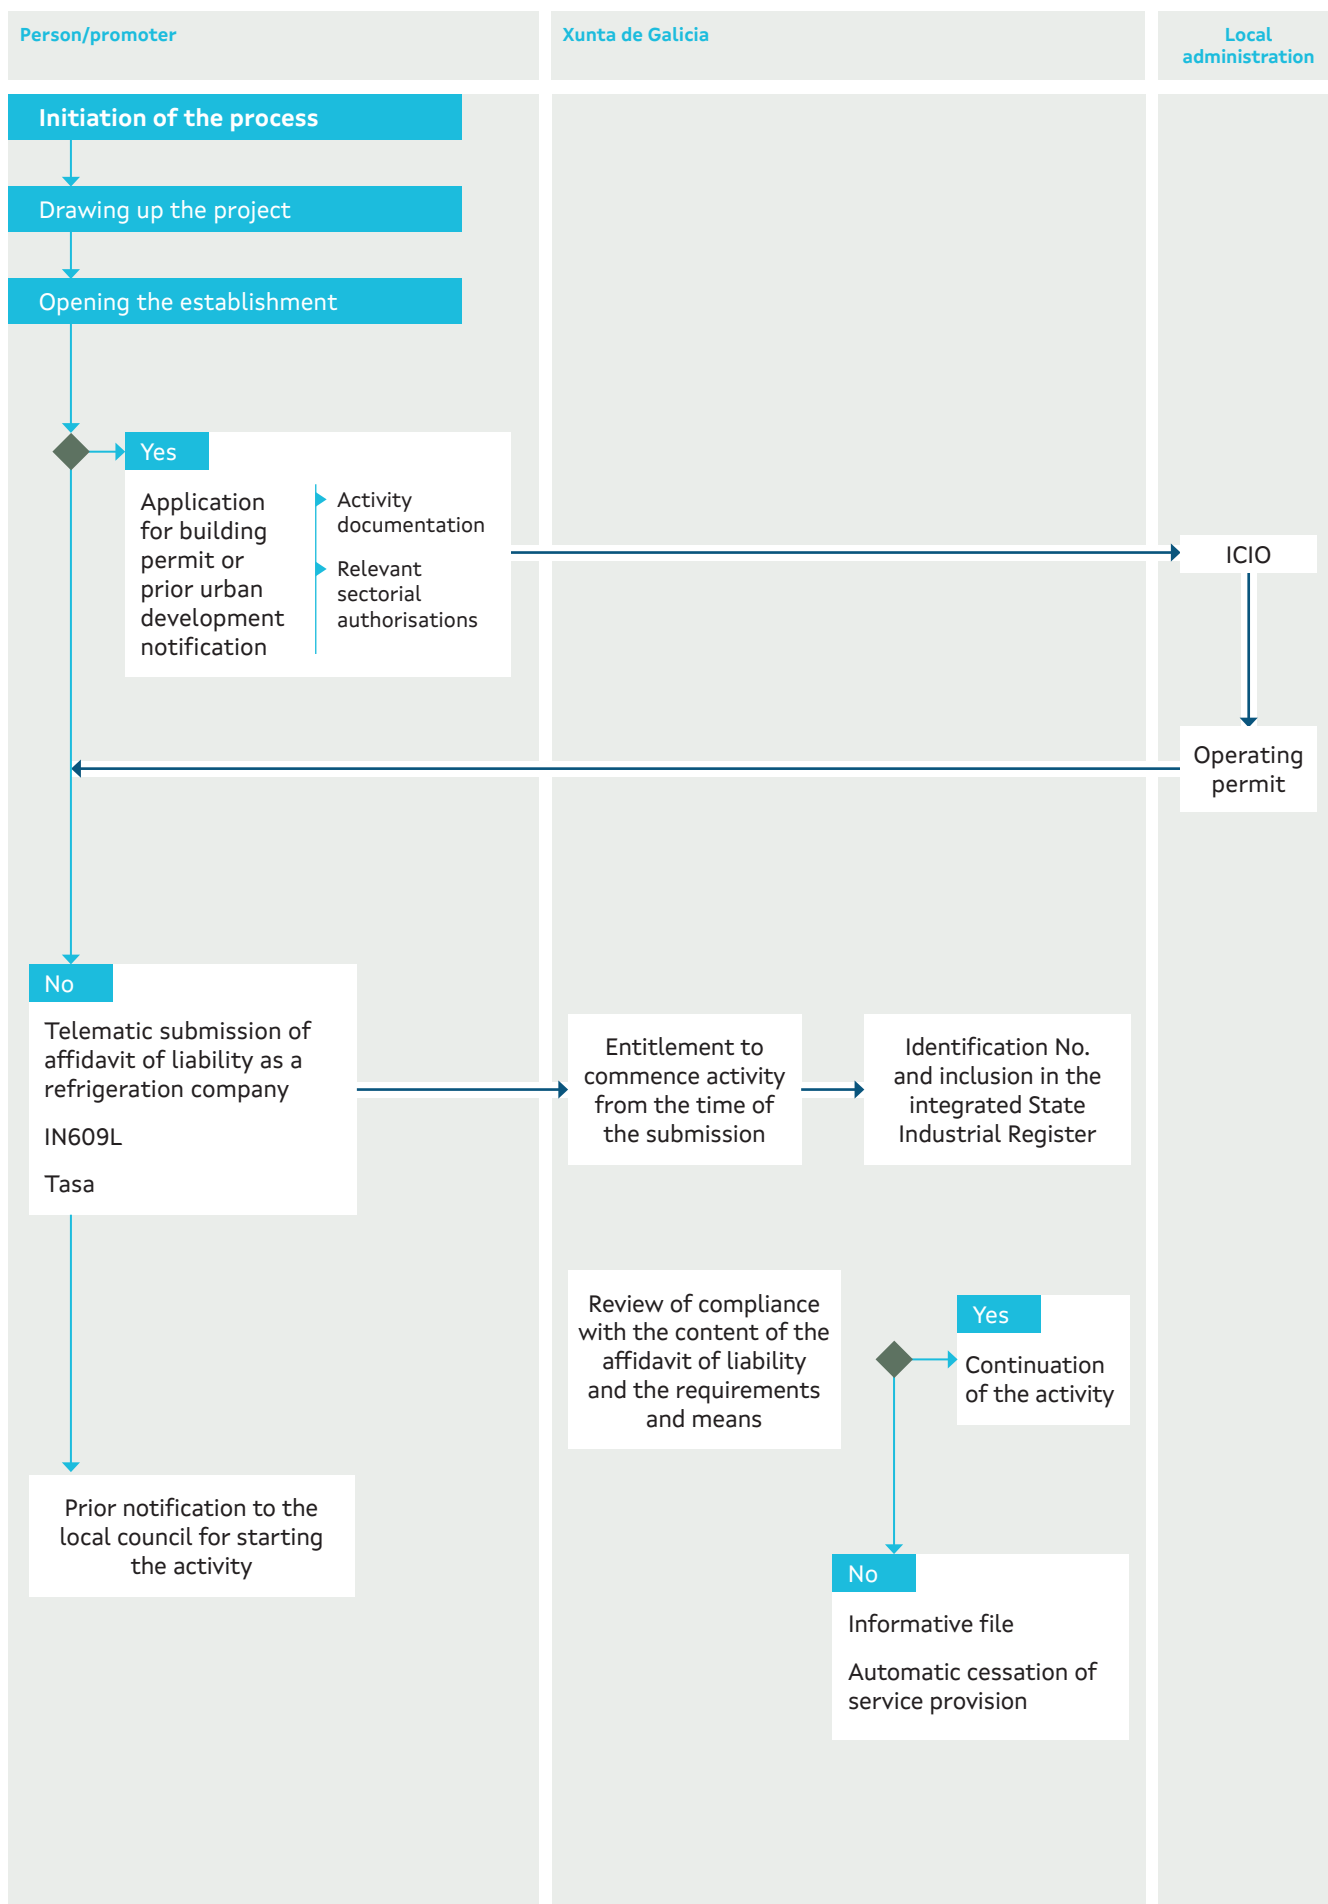 Person/promoter
Xunta de Galicia
Local
administration
Initiation of the process
Drawing up the project
Opening the establishment
Yes
Application
for building
permit or
prior urban
development
notification
Activity
documentation
Relevant
sectorial
authorisations
ICIO
Operating
permit
No
Telematic submission of
affidavit of liability as a
refrigeration company
IN609L
Tasa
Entitlement to
commence activity
from the time of
the submission
Identification No.
and inclusion in the
integrated State
Industrial Register
Review of compliance
with the content of the
affidavit of liability
and the requirements
and means
Yes
Continuation
of the activity
Prior notification to the
local council for starting
the activity
No
Informative file
Automatic cessation of
service provision